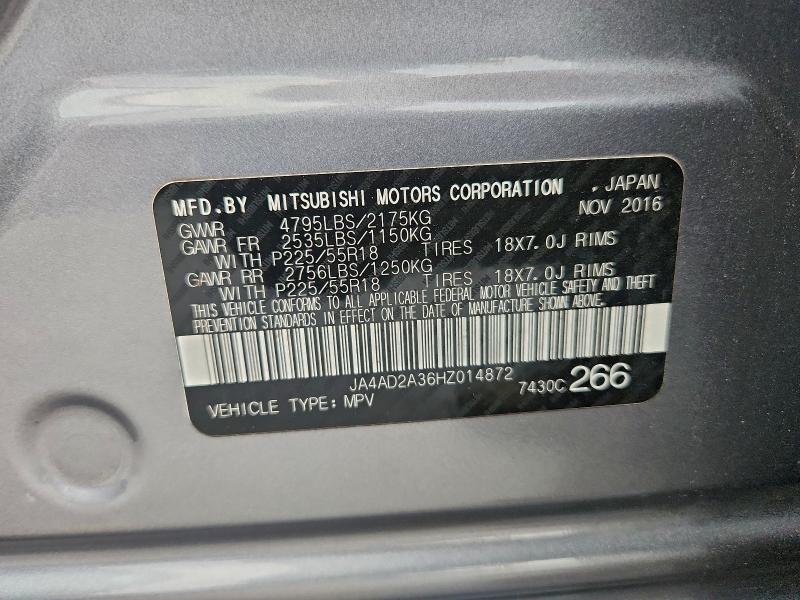 MFD.BY MITSUBISHI MOTORS CORPORATION , JAPAN
GVWR 4795LBS/2175KG NOV 2016
GAWR FR 2535LBS/1150KG
WITH P225/55R18 TIRES 18X7.0J RIMS
GAWR RR 2756LBS/1250KG
WITH P225/55R18 TIRES 18X7.0J RIMS
THIS VEHICLE CONFORMS TO ALL APPLICABLE FEDERAL MOTOR VEHICLE SAFETY AND THEFT
PREVENTION STANDARDS IN EFFECT ON THE DATE OF MANUFACTURE SHOWN ABOVE.
JA4AD2A36HZ014872
VEHICLE TYPE: MPV 7430C 266